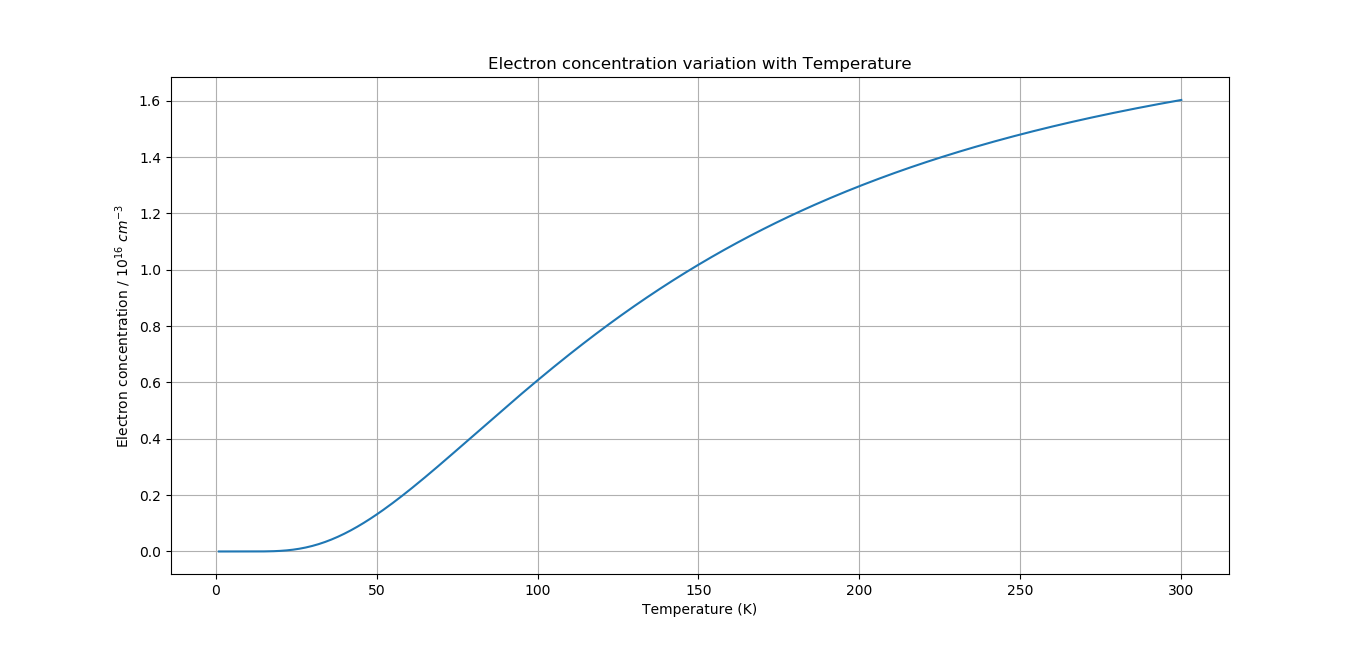 Electron concentration variation with Temperature
Electron concentration / 10¹⁶ cm⁻³
1.6
1.4
1.2
1.0
0.8
0.6
0.4
0.2
0.0
0 50 100 150 200 250 300
Temperature (K)